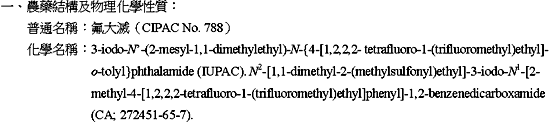 一、農藥結構及物理化學性質：
普通名稱：氟大滅（CIPAC No. 788）
化學名稱：3-iodo-N'-(2-mesyl-1,1-dimethylethyl)-N-{4-[1,2,2,2- tetrafluoro-1-(trifluoromethyl)ethyl]-
o-tolyl}phthalamide (IUPAC). N²-[1,1-dimethyl-2-(methylsulfonyl)ethyl]-3-iodo-N¹-[2-
methyl-4-[1,2,2,2-tetrafluoro-1-(trifluoromethyl)ethyl]phenyl]-1,2-benzenedicarboxamide
(CA; 272451-65-7).